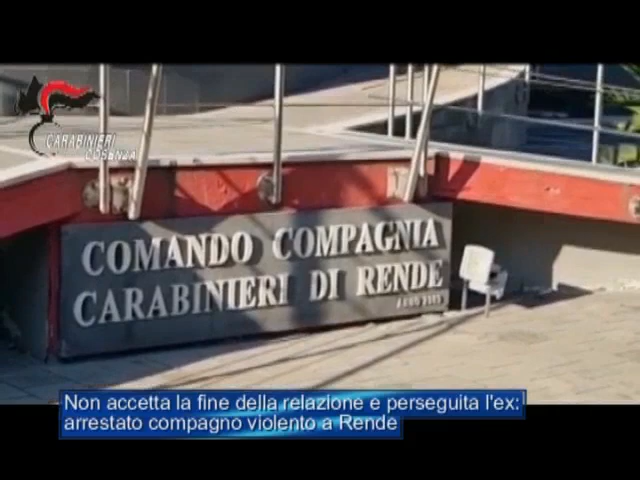 CARABINIERI
COSENZA
COMANDO COMPAGNIA
CARABINIERI DI RENDE
Non accetta la fine della relazione e perseguita l'ex:
arrestato compagno violento a Rende